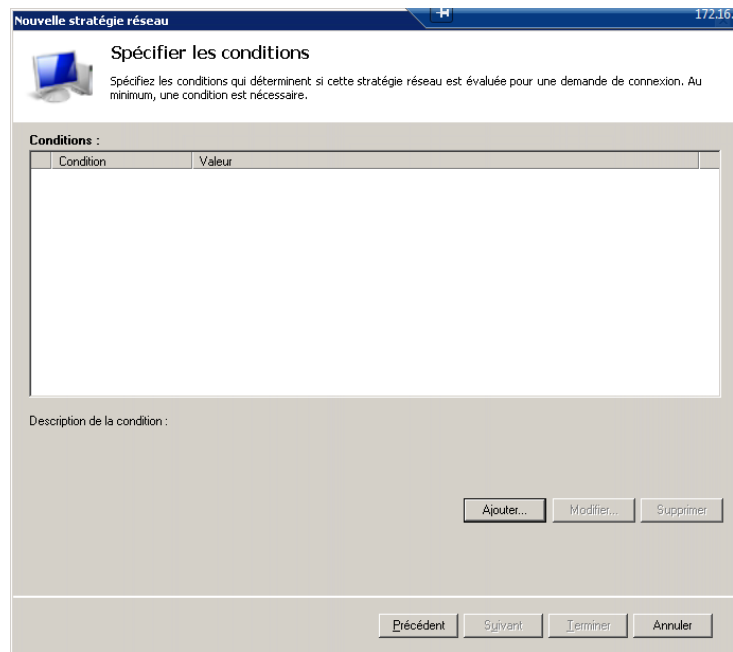 Nouvelle stratégie réseau
172.16.
Spécifier les conditions
Spécifiez les conditions qui déterminent si cette stratégie réseau est évaluée pour une demande de connexion. Au
minimum, une condition est nécessaire.
Conditions :
Condition Valeur
Description de la condition :
Ajouter... Modifier... Supprimer
Précédent Suivant Terminer Annuler